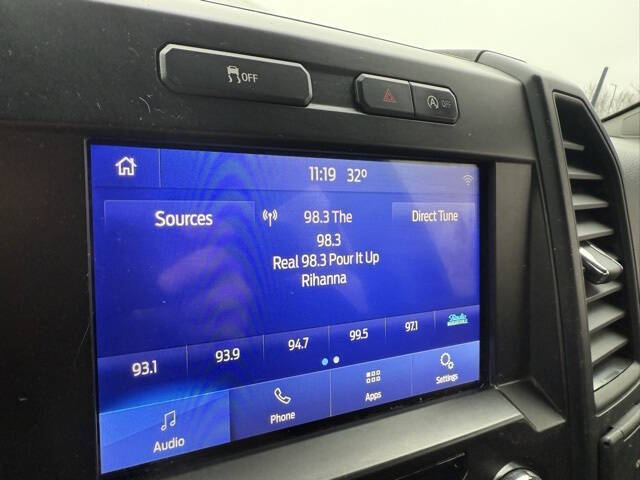 OFF
OFF
11:19 32°
Sources
98.3 The
Direct Tune
98.3
Real 98.3 Pour It Up
Rihanna
93.1 93.9 94.7 99.5 97.1
Audio Phone Apps Settings